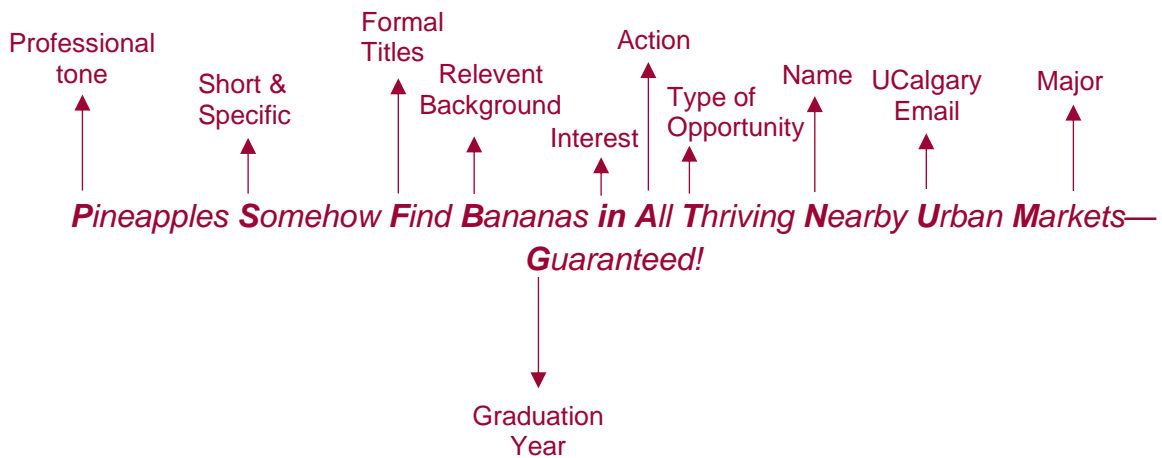 Professional
tone
Short &
Specific
Formal
Titles
Relevent
Background
Interest
Action
Type of
Opportunity
Name
UCalgary
Email
Major
Pineapples Somehow Find Bananas in All Thriving Nearby Urban Markets—
Guaranteed!
Graduation
Year